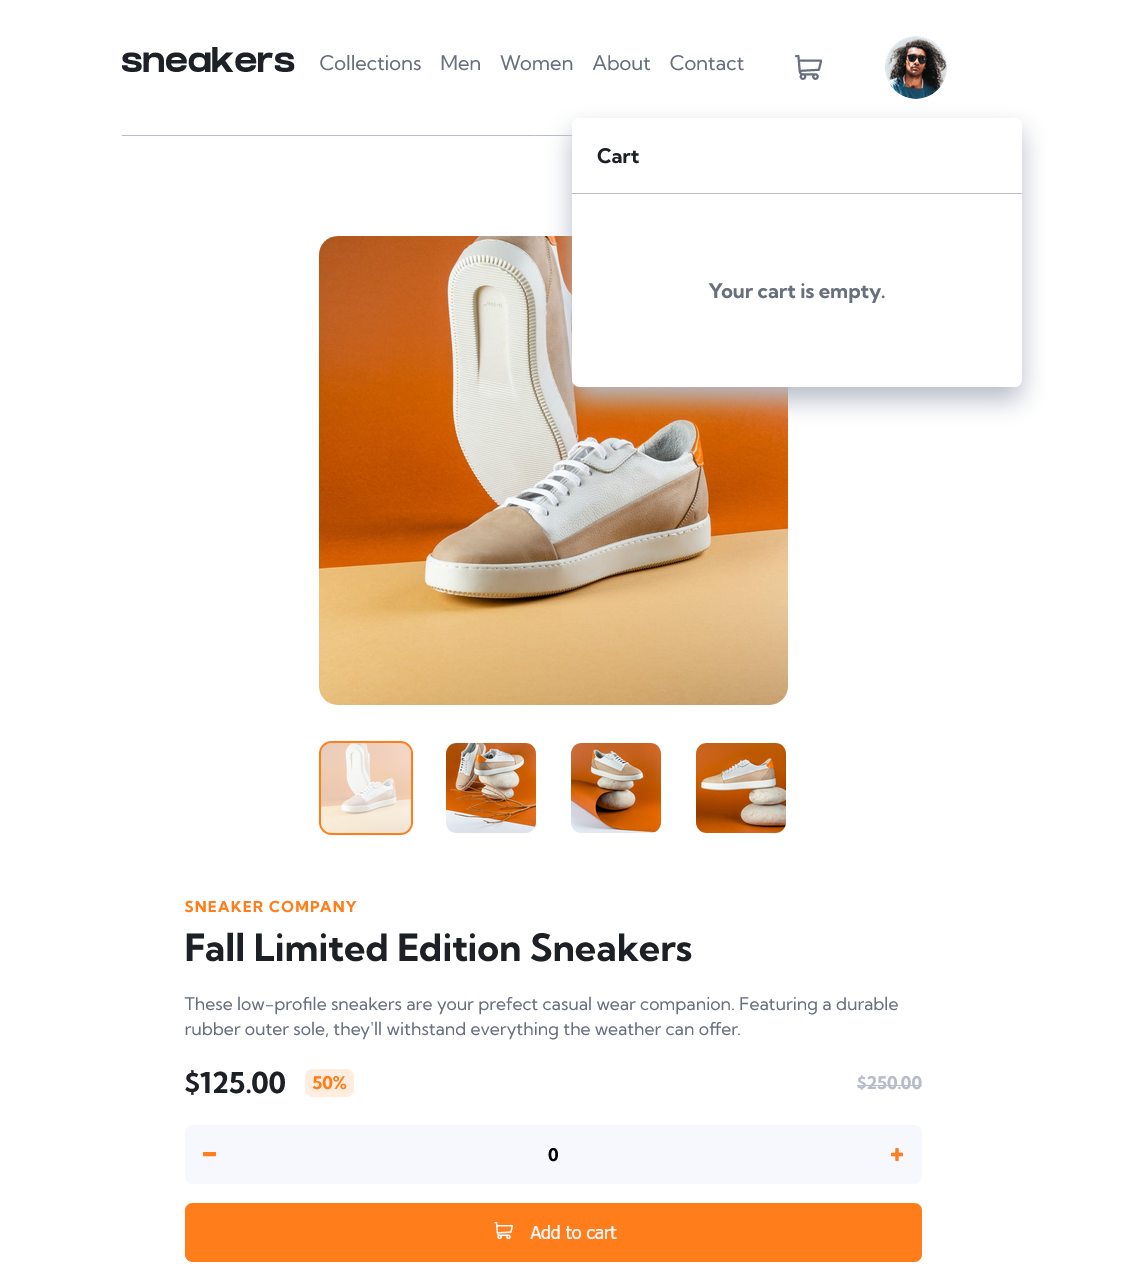 sneakers Collections Men Women About Contact
Cart
Your cart is empty.
SNEAKER COMPANY
Fall Limited Edition Sneakers
These low-profile sneakers are your prefect casual wear companion. Featuring a durable
rubber outer sole, they'll withstand everything the weather can offer.
$125.00 50% $250.00
- 0 +
Add to cart